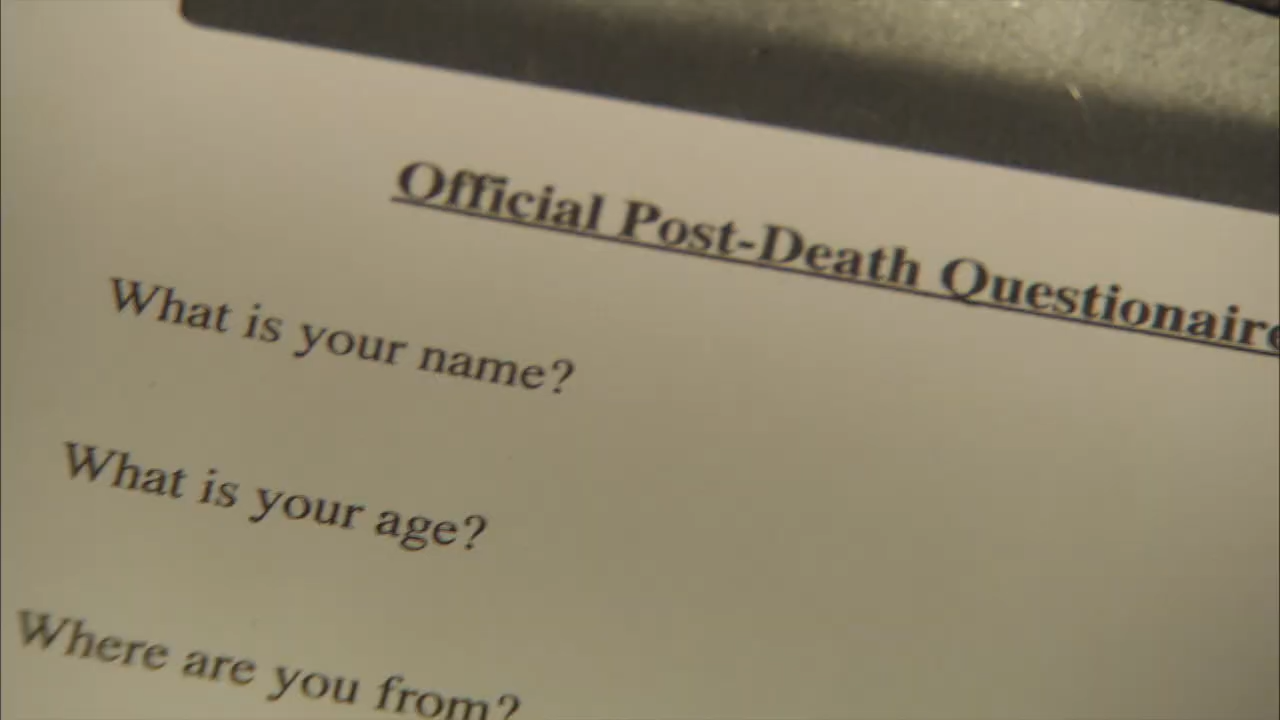 Official Post-Death Questionaire
What is your name?
What is your age?
Where are you from?